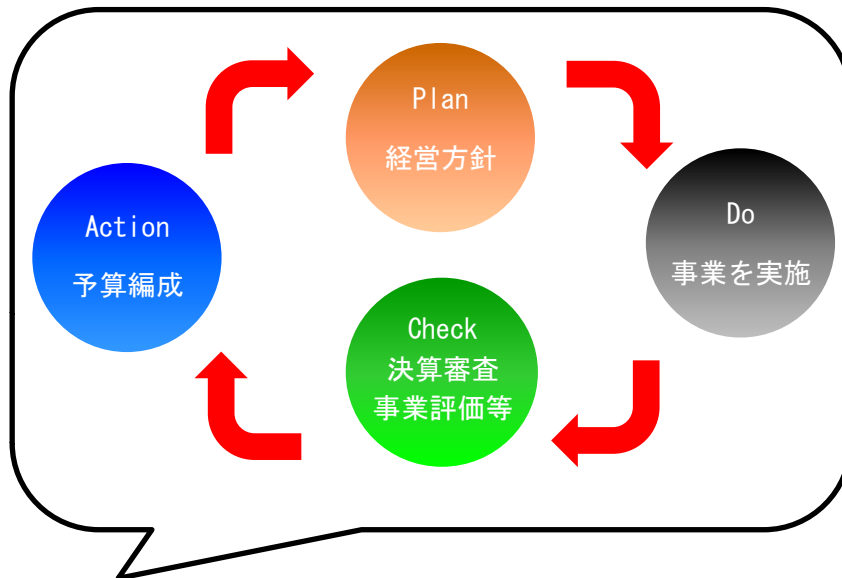 Plan
経営方針
Do
事業を実施
Check
決算審査
事業評価等
Action
予算編成